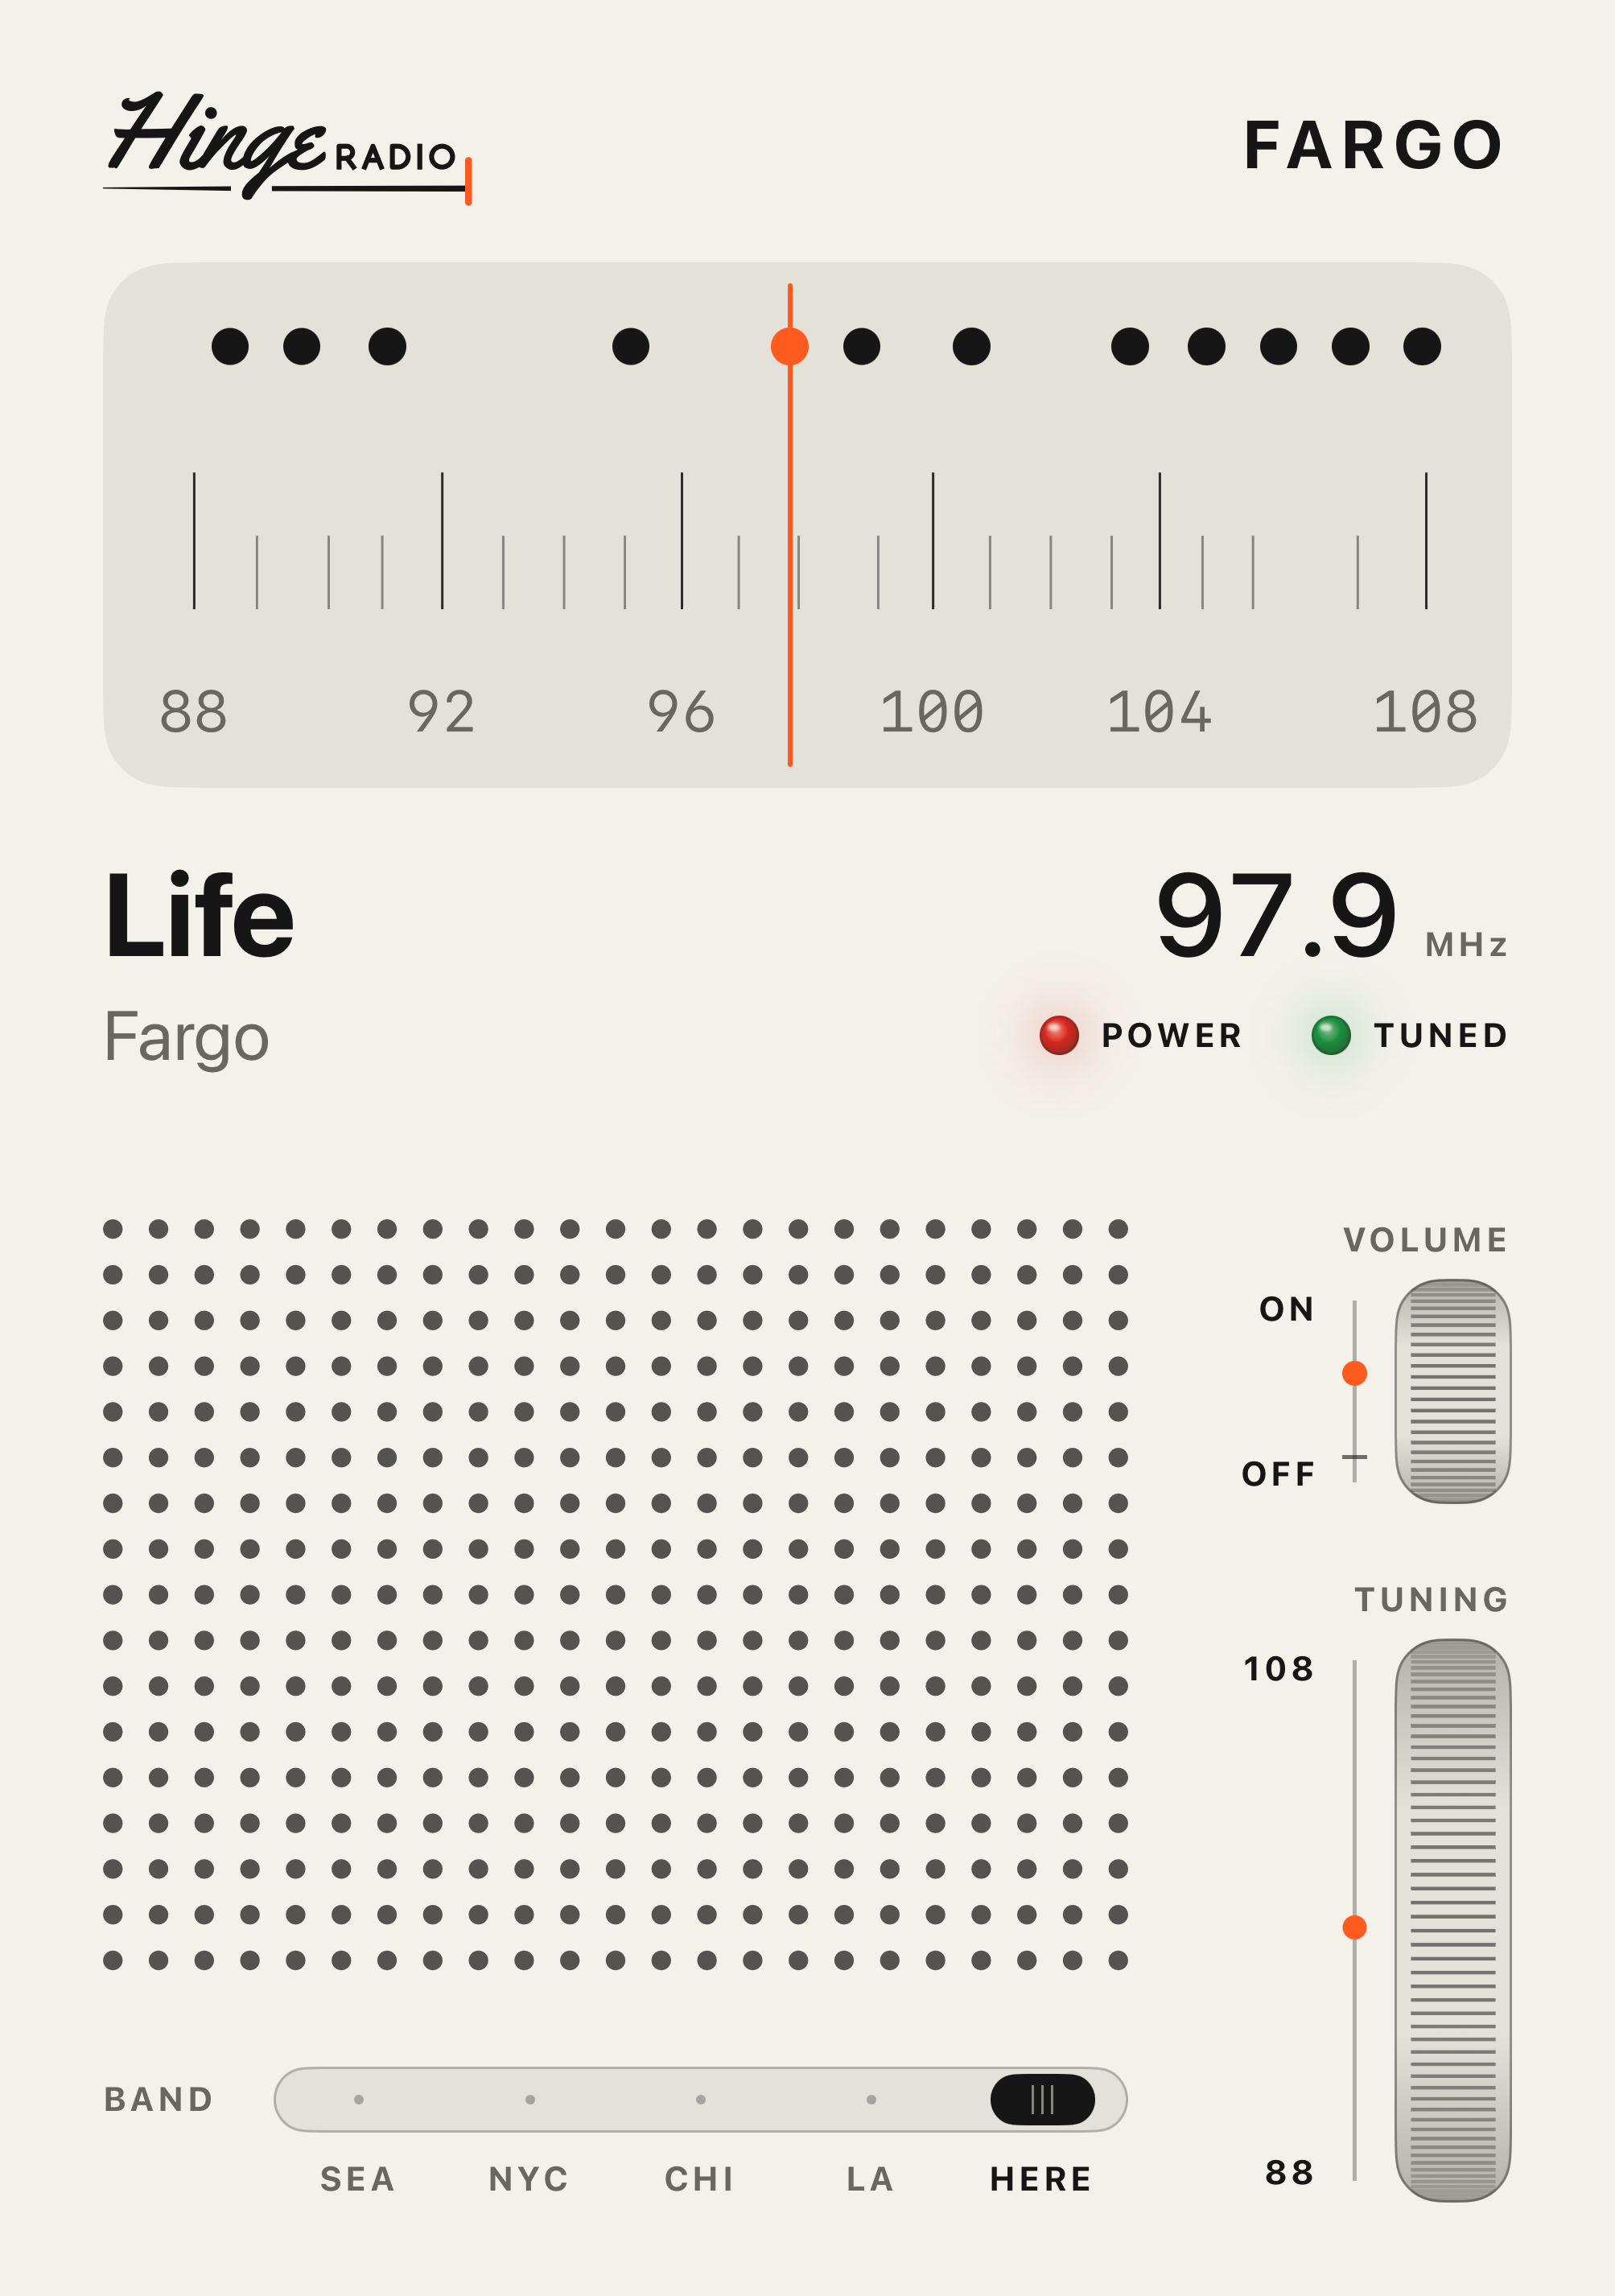 Hinge RADIO
FARGO
88 92 96 100 104 108
Life
97.9 MHz
Fargo
POWER TUNED
VOLUME
ON
OFF
TUNING
108
88
BAND
SEA NYC CHI LA HERE